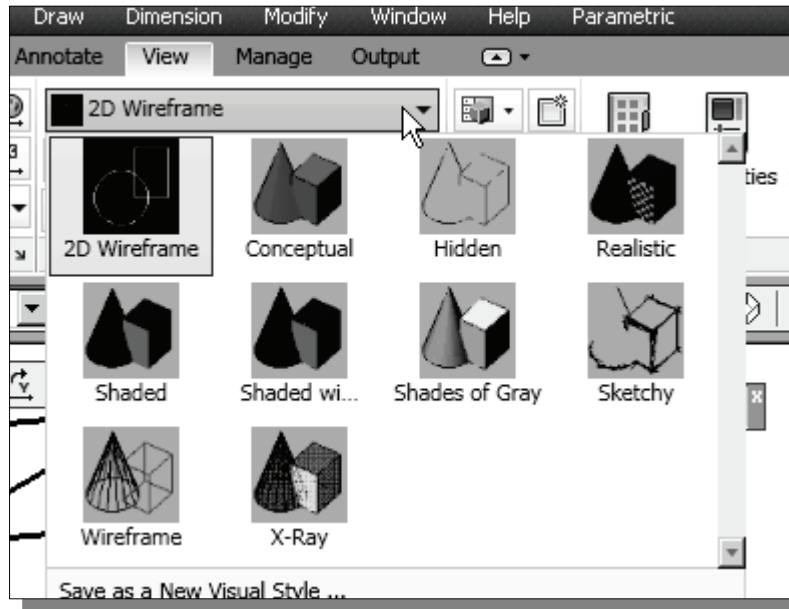 Draw Dimension Modify Window Help Parametric
Annotate View Manage Output
2D Wireframe
ties
2D Wireframe Conceptual Hidden Realistic
Shaded Shaded wi... Shades of Gray Sketchy
Y
x
Wireframe X-Ray
Save as a New Visual Style ...